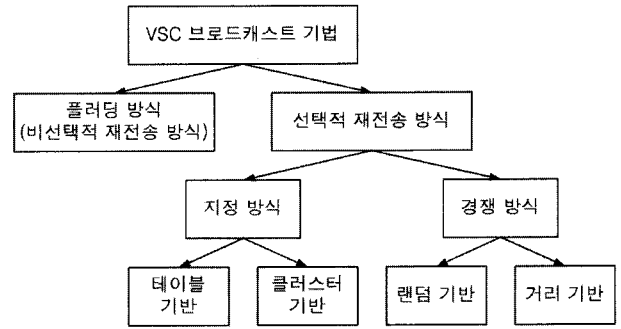 VSC 브로드캐스트 기법
플러딩 방식
(비선택적 재전송 방식)
선택적 재전송 방식
지정 방식
경쟁 방식
테이블
기반
클러스터
기반
랜덤 기반
거리 기반